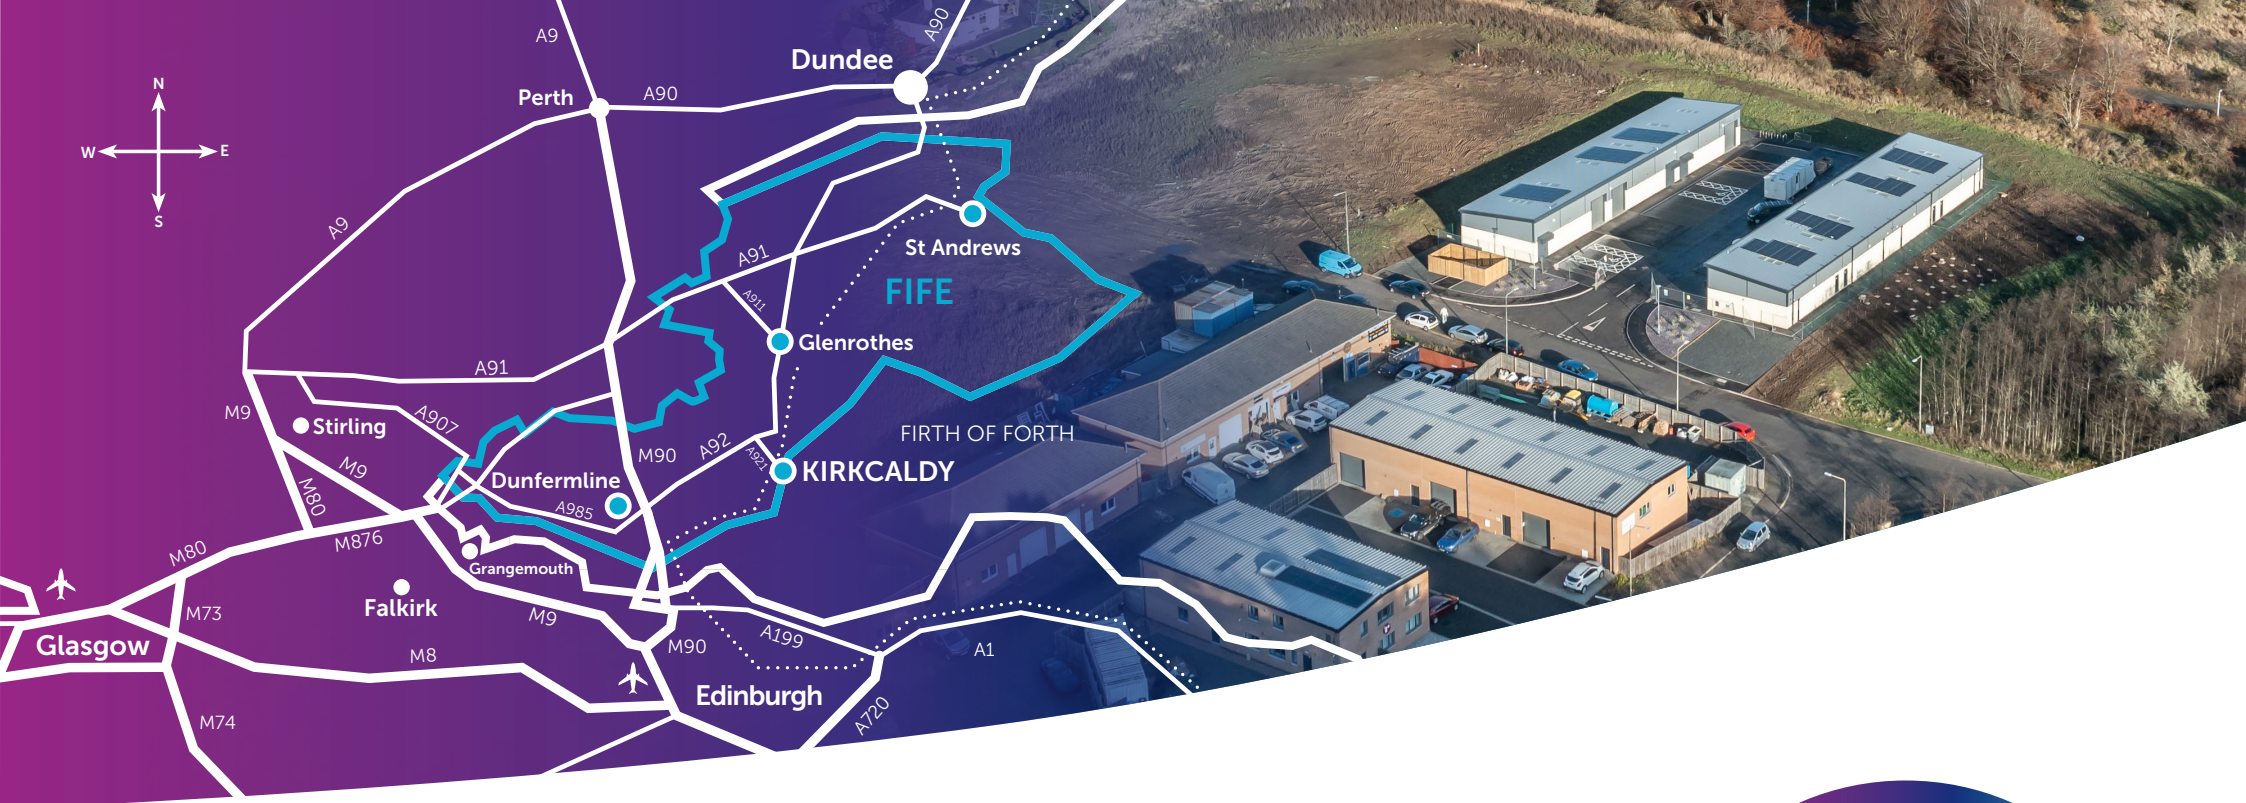 A9
A90
Dundee
N
Perth
A90
W
E
S
A9
A91
St Andrews
FIFE
A911
Glenrothes
A91
M9
Stirling
A907
FIRTH OF FORTH
A92
M90
A921
KIRKCALDY
M9
Dunfermline
M80
A985
M876
M80
Grangemouth
Falkirk
M73
M9
Glasgow
A199
M90
M8
A1
Edinburgh
M74
A720